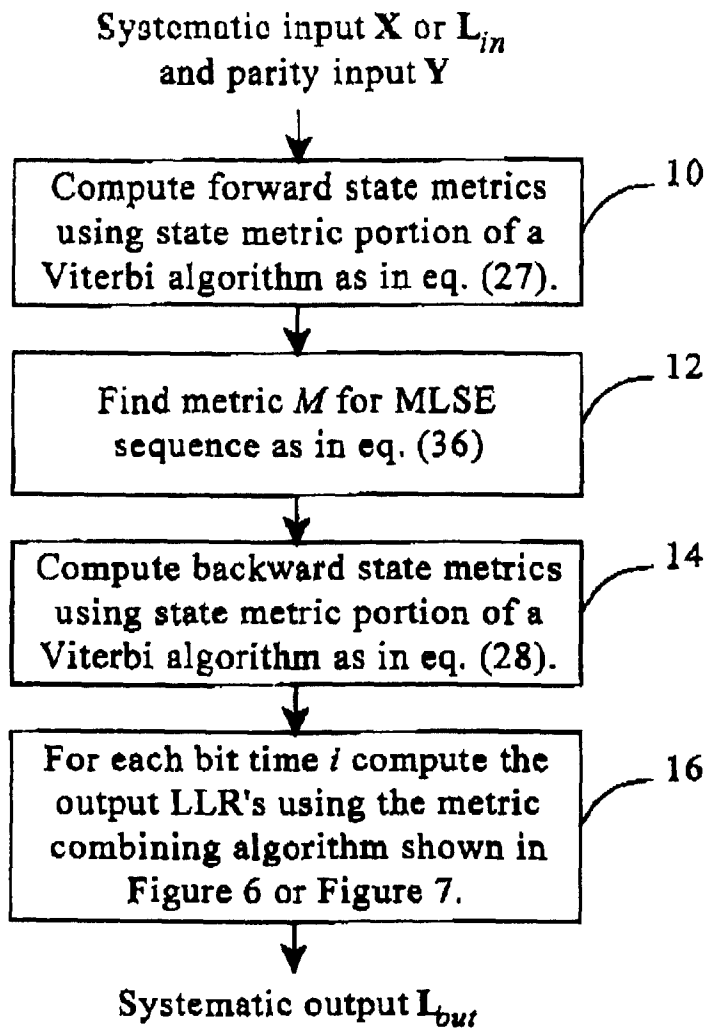 Systematic input X or L_in
and parity input Y
Compute forward state metrics
using state metric portion of a
Viterbi algorithm as in eq. (27).
10
Find metric M for MLSE
sequence as in eq. (36)
12
Compute backward state metrics
using state metric portion of a
Viterbi algorithm as in eq. (28).
14
For each bit time i compute the
output LLR's using the metric
combining algorithm shown in
Figure 6 or Figure 7.
16
Systematic output L_out